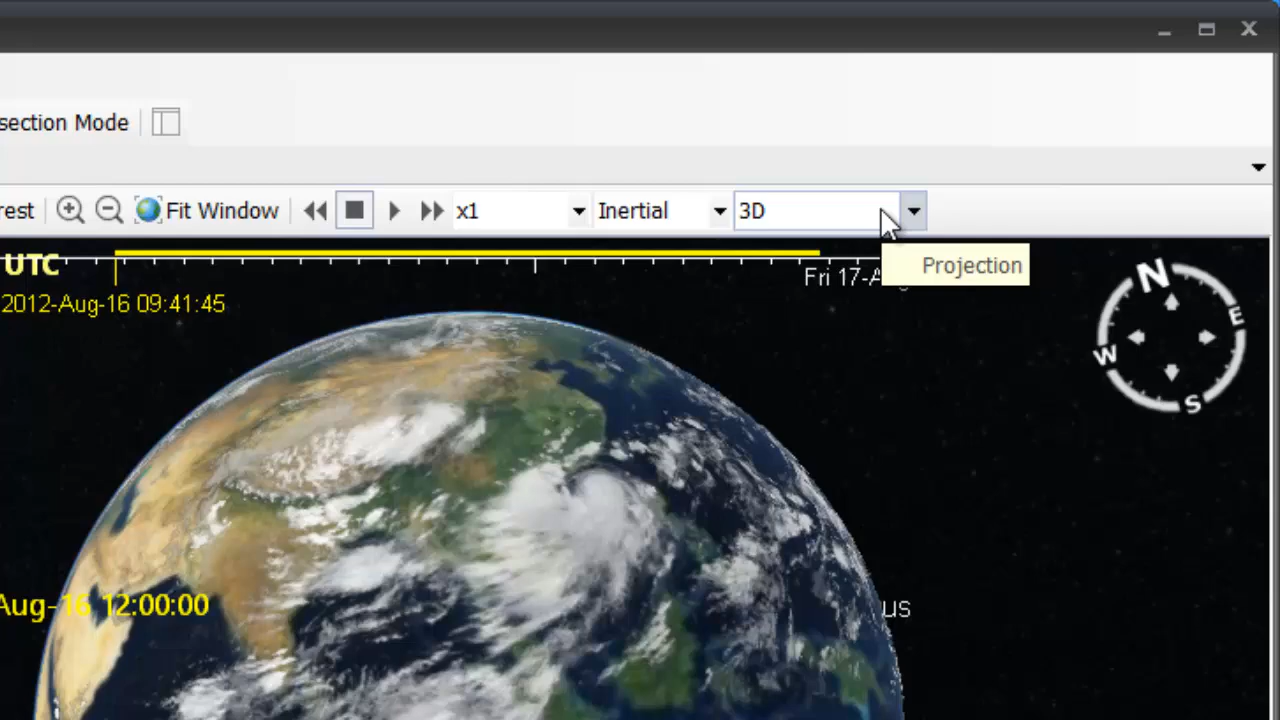 section Mode
rest
Fit Window
x1
Inertial
3D
UTC
Fri 17-A
Projection
2012-Aug-16 09:41:45
N
E
W
S
Aug-16 12:00:00
us